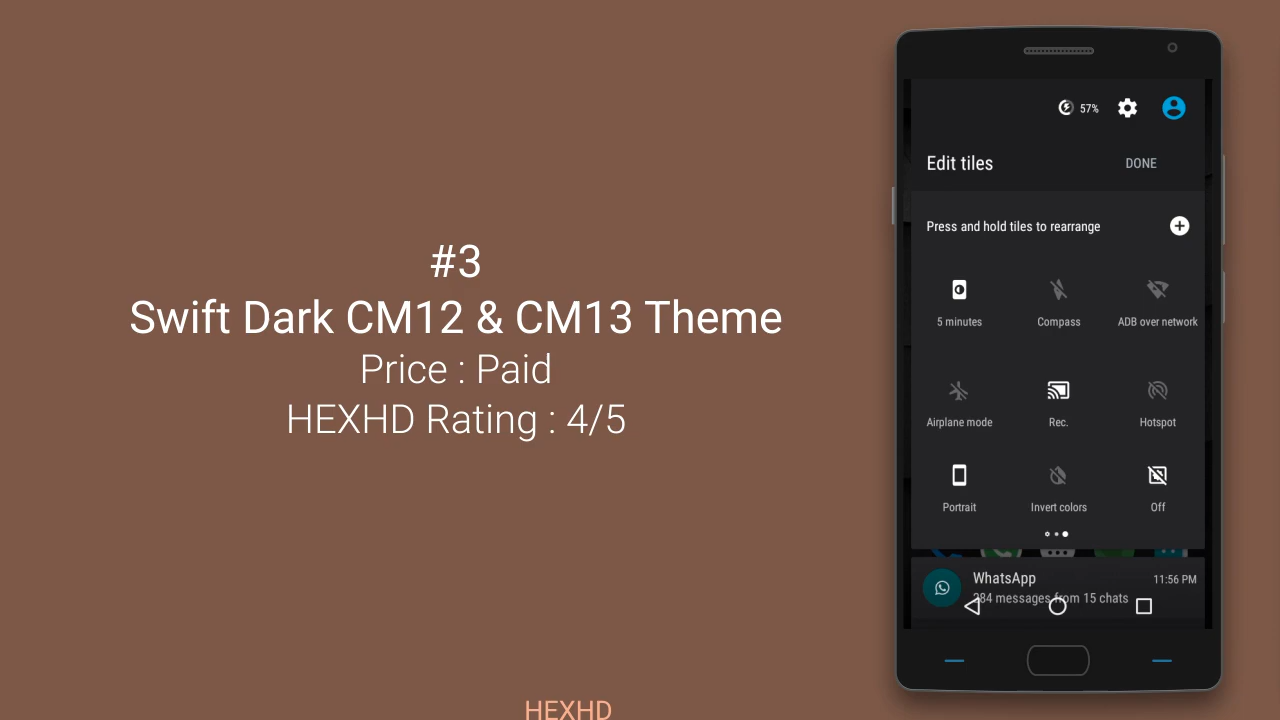 #3
Swift Dark CM12 & CM13 Theme
Price : Paid
HEXHD Rating : 4/5
HEXHD
57%
Edit tiles
DONE
Press and hold tiles to rearrange
5 minutes
Compass
ADB over network
Airplane mode
Rec.
Hotspot
Portrait
Invert colors
Off
WhatsApp
11:56 PM
284 messages from 15 chats